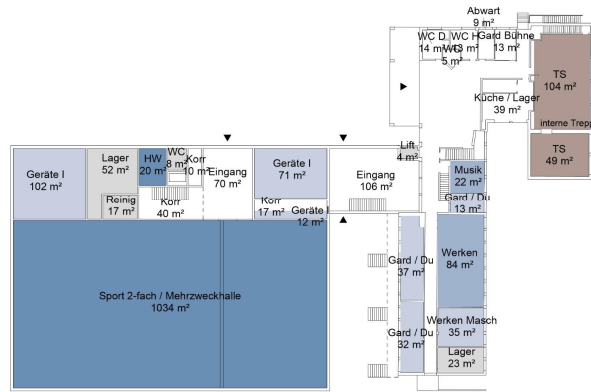 Abwart
9 m²
WC D
14 m²
WC H
13 m²
Gard Bühne
13 m²
WC
5 m²
TS
104 m²
Küche / Lager
39 m²
interne Trepp
TS
49 m²
Lift
4 m²
Geräte I
102 m²
Lager
52 m²
HW
20 m²
WC
8 m²
Korr
10 m²
Eingang
70 m²
Geräte I
71 m²
Eingang
106 m²
Musik
22 m²
Reinig
17 m²
Korr
40 m²
Korr
17 m²
Geräte I
12 m²
Gard / Du
13 m²
Gard / Du
37 m²
Werken
84 m²
Sport 2-fach / Mehrzweckhalle
1034 m²
Gard / Du
32 m²
Werken Masch
35 m²
Lager
23 m²